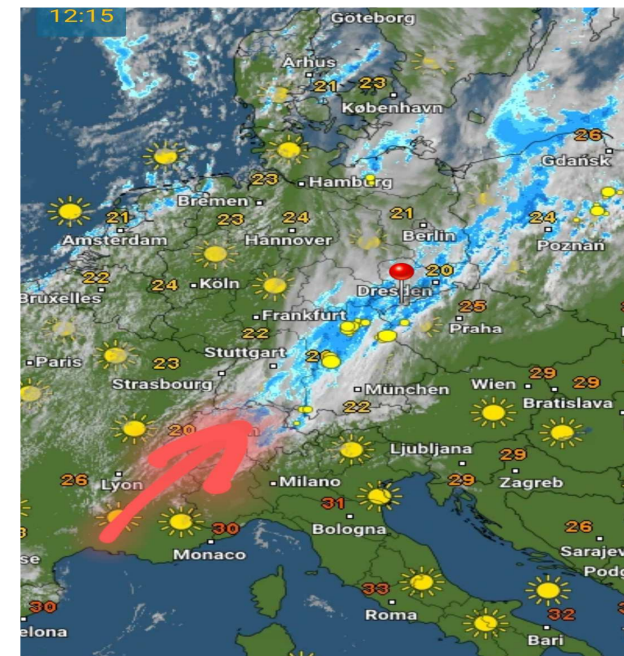 12:15
Göteborg
Århus
21
23
København
26
Gdańsk
23
Hamburg
Bremen
21
23
24
21
24
Amsterdam
Hannover
Berlin
Poznań
22
24
Köln
20
Bruxelles
Dresden
Frankfurt
25
22
Praha
Paris
23
Stuttgart
Strasbourg
29
Wien
29
München
22
Bratislava
20
Ljubljana
29
26
Lyon
Milano
29
Zagreb
31
30
Bologna
26
Monaco
Sarajev
se
Podg
33
30
Roma
32
elona
Bari